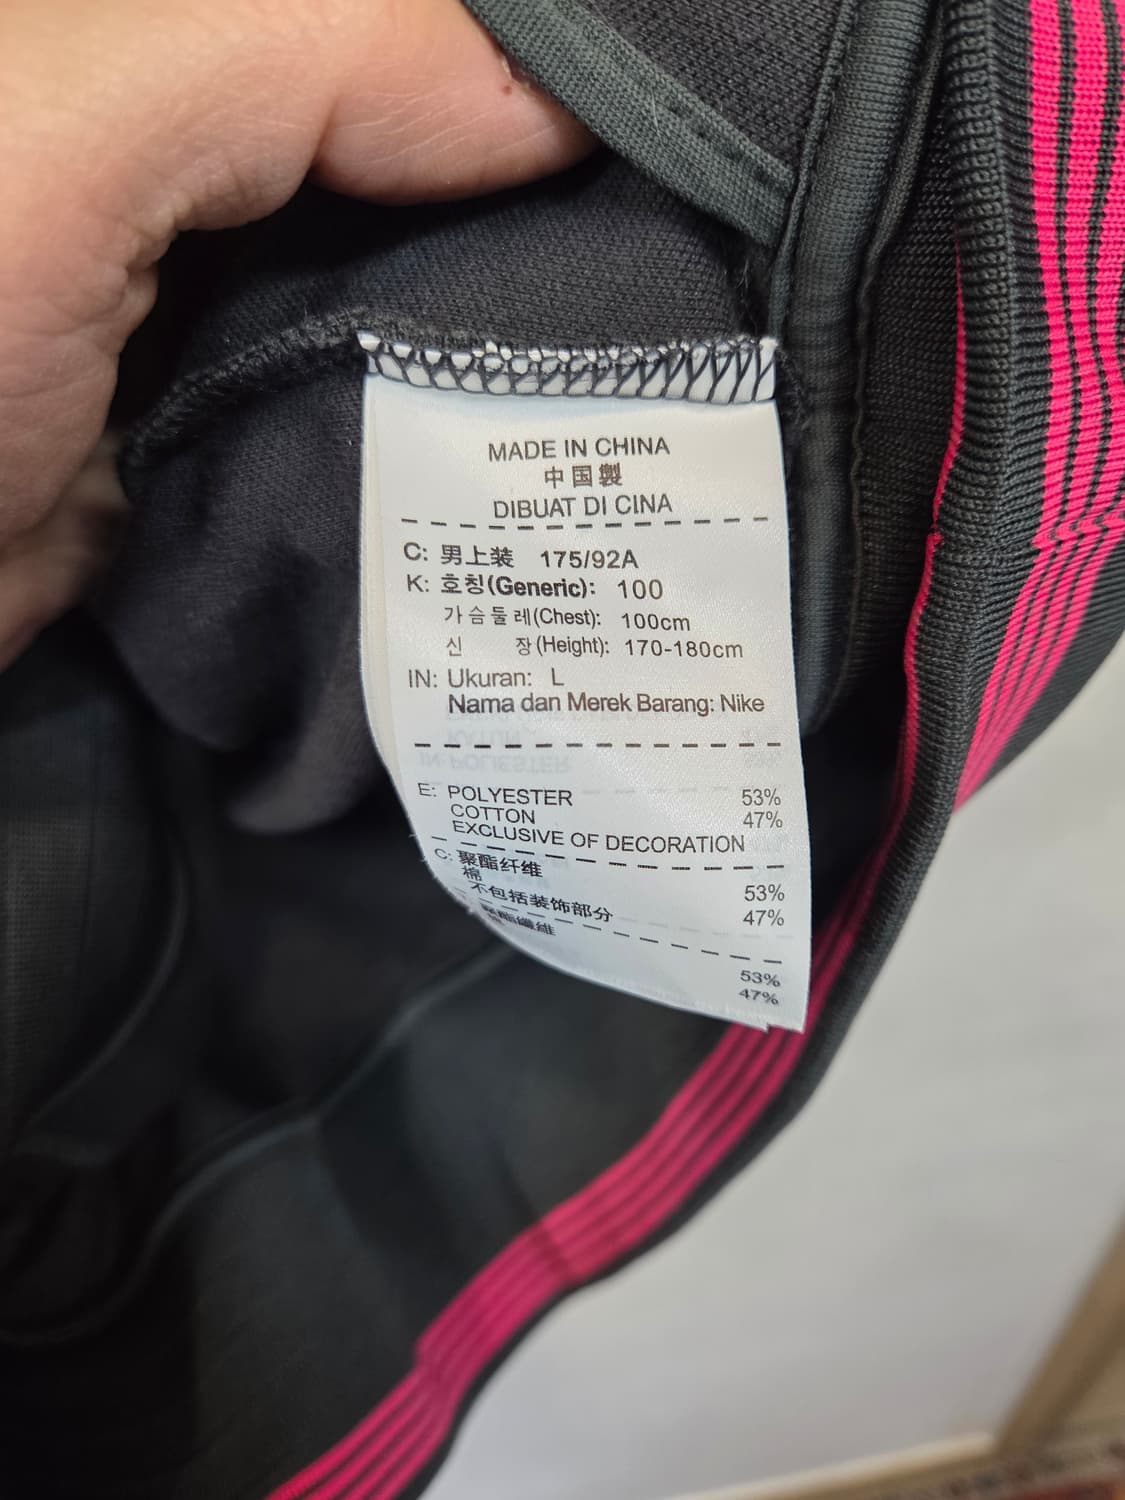 MADE IN CHINA
中国製
DIBUAT DI CINA
C: 男上装 175/92A
K: 호칭(Generic): 100
가슴둘레(Chest): 100cm
신 장(Height): 170-180cm
IN: Ukuran: L
Nama dan Merek Barang: Nike
E: POLYESTER 53%
COTTON 47%
EXCLUSIVE OF DECORATION
C: 聚酯纤维 53%
棉 47%
不包括装饰部分
53%
47%